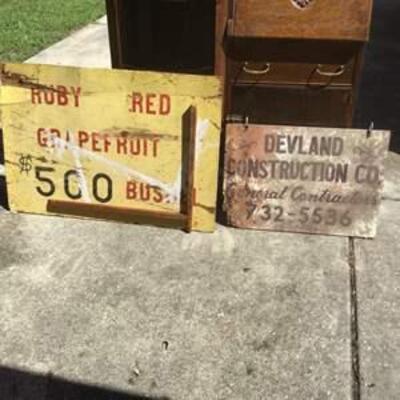 RUBY RED
GRAPEFRUIT
$500 BUS
DEVLAND
CONSTRUCTION CO.
General Contractors
732-5536